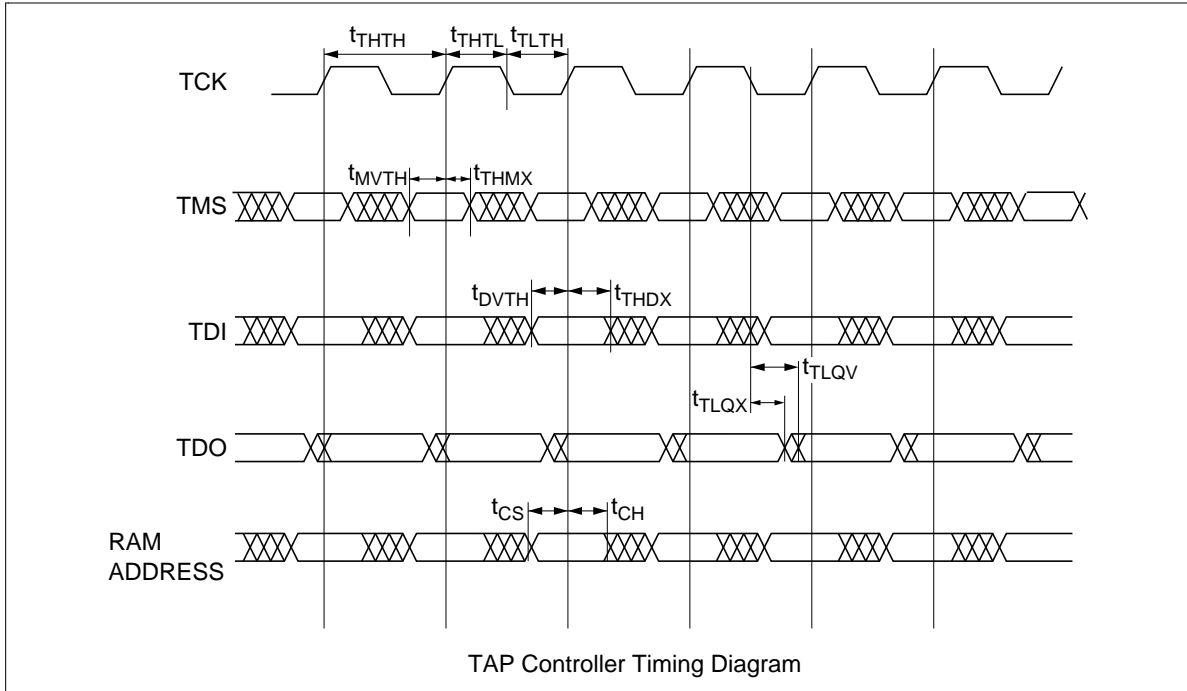 tTHTH tTHTL tTLTH
TCK
tMVTH tTHMX
TMS
tDVTH tTHDX
TDI
tTLQV
tTLQX
TDO
tCS tCH
RAM
ADDRESS
TAP Controller Timing Diagram